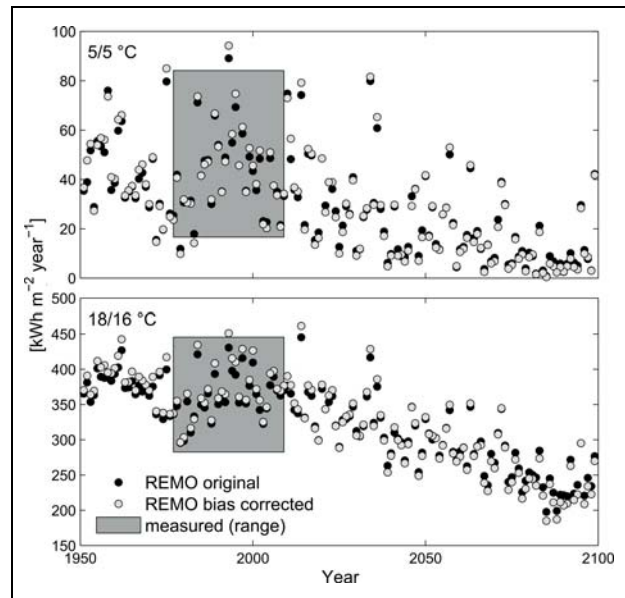 100
80
60
40
20
0
5/5 °C
[kWh m⁻² year⁻¹]
500
450
400
350
300
250
200
150
18/16 °C
REMO original
REMO bias corrected
measured (range)
1950
2000
2050
2100
Year